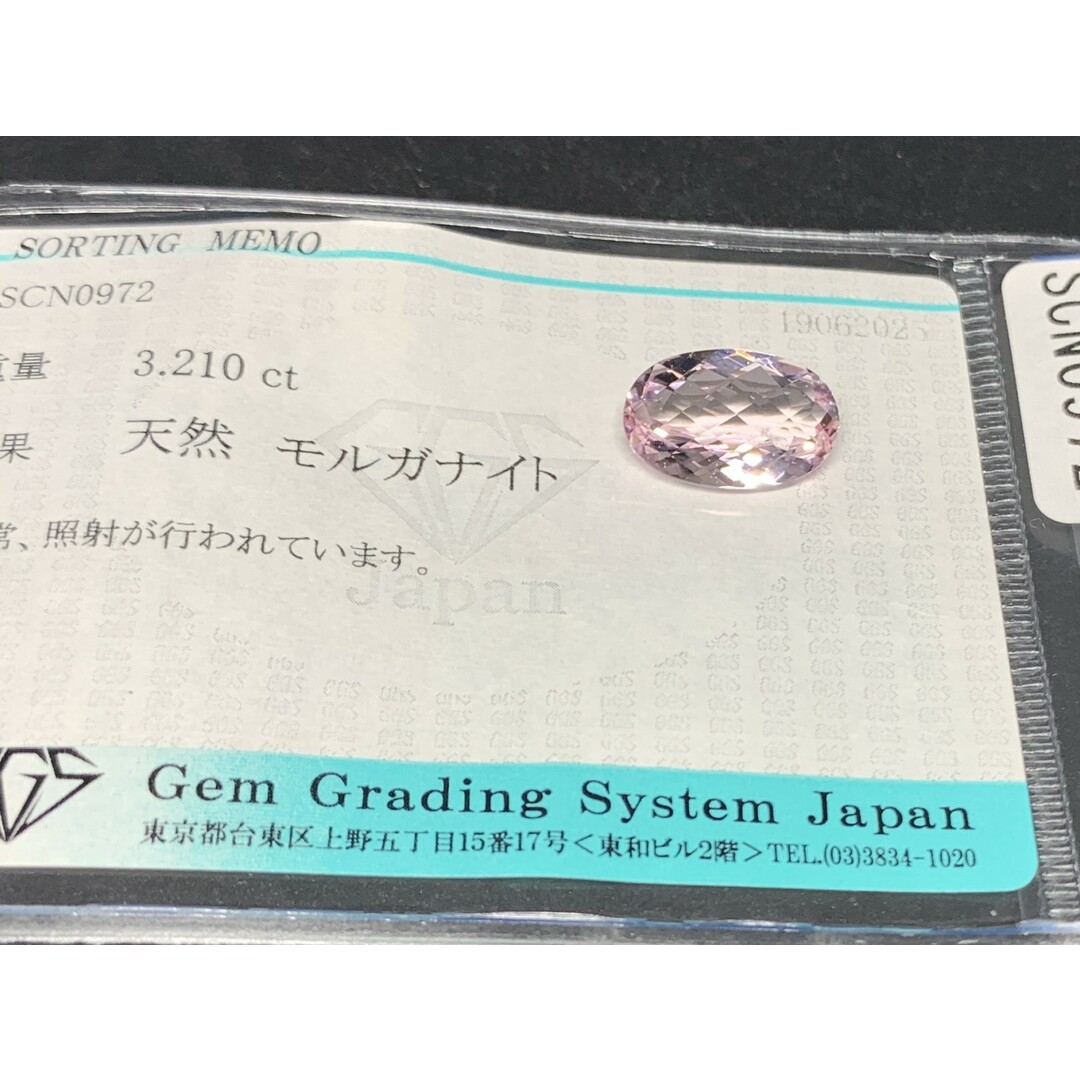 SORTING MEMO
SCN0972
19062025
重量 3.210 ct
果 天然 モルガナイト
常、照射が行われています。
Japan
GGS
Gem Grading System Japan
東京都台東区上野五丁目15番17号<東和ビル2階>TEL.(03)3834-1020